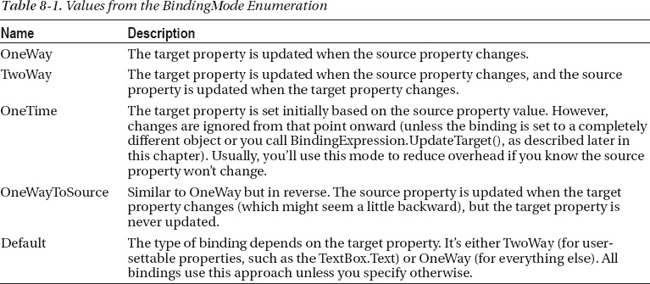 Table 8-1. Values from the BindingMode Enumeration
Name Description
OneWay The target property is updated when the source property changes.
TwoWay The target property is updated when the source property changes, and the source
property is updated when the target property changes.
OneTime The target property is set initially based on the source property value. However,
changes are ignored from that point onward (unless the binding is set to a completely
different object or you call BindingExpression.UpdateTarget(), as described later in
this chapter). Usually, you'll use this mode to reduce overhead if you know the source
property won't change.
OneWayToSource Similar to OneWay but in reverse. The source property is updated when the target
property changes (which might seem a little backward), but the target property is
never updated.
Default The type of binding depends on the target property. It's either TwoWay (for user-
settable properties, such as the TextBox.Text) or OneWay (for everything else). All
bindings use this approach unless you specify otherwise.